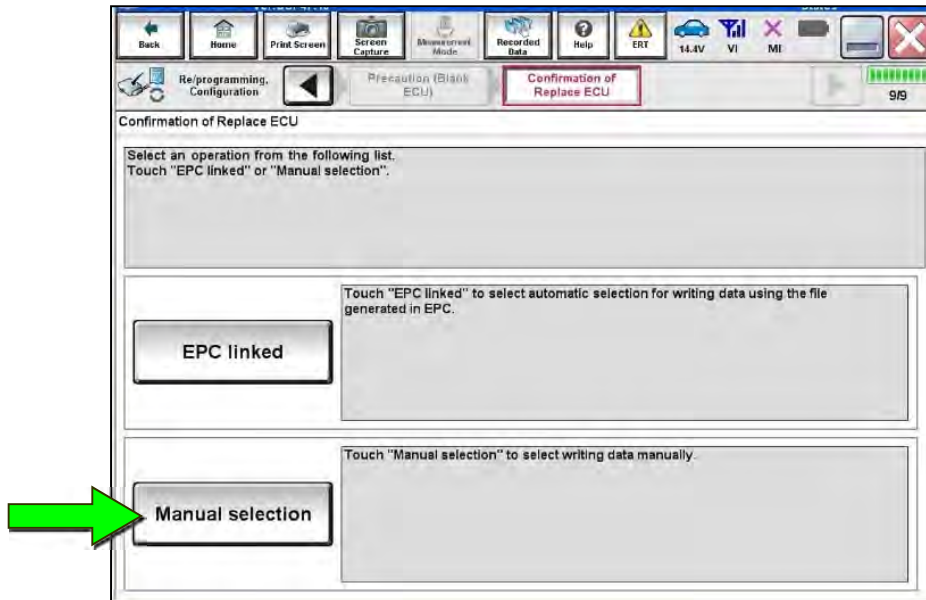 Back
Home
Print Screen
Screen
Capture
Measurement
Mode
Recorded
Data
Help
ERT
14.4V
VI
MI
Re/programming,
Configuration
Precaution (Blank
ECU)
Confirmation of
Replace ECU
9/9
Confirmation of Replace ECU
Select an operation from the following list.
Touch "EPC linked" or "Manual selection".
EPC linked
Touch "EPC linked" to select automatic selection for writing data using the file
generated in EPC.
Manual selection
Touch "Manual selection" to select writing data manually.